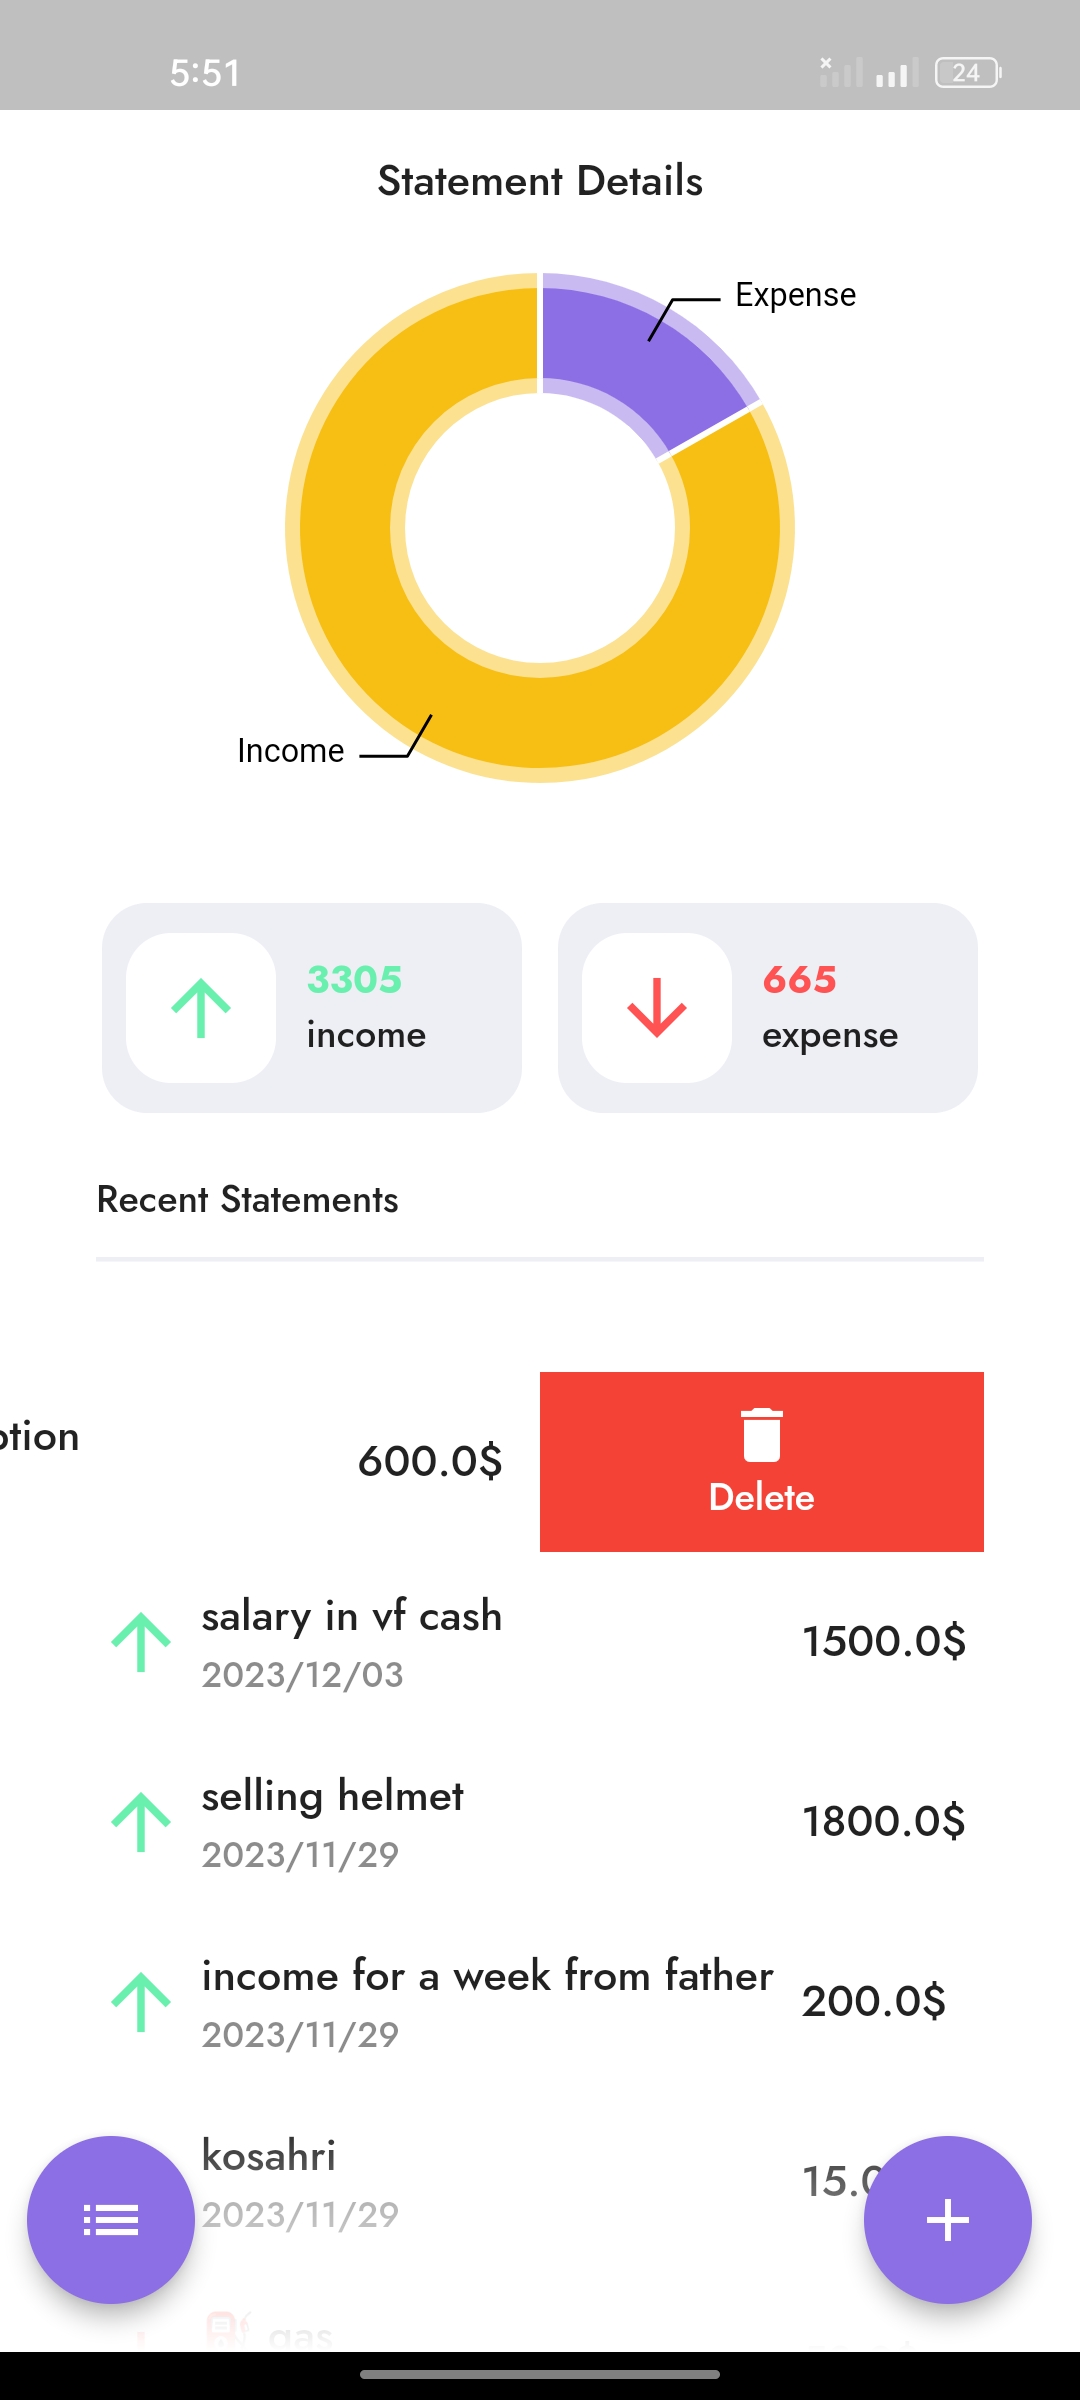 5:51
24
Statement Details
Expense
Income
3305
income
665
expense
Recent Statements
ption
600.0$
Delete
salary in vf cash
1500.0$
2023/12/03
selling helmet
1800.0$
2023/11/29
income for a week from father
200.0$
2023/11/29
kosahri
15.0
2023/11/29
gas